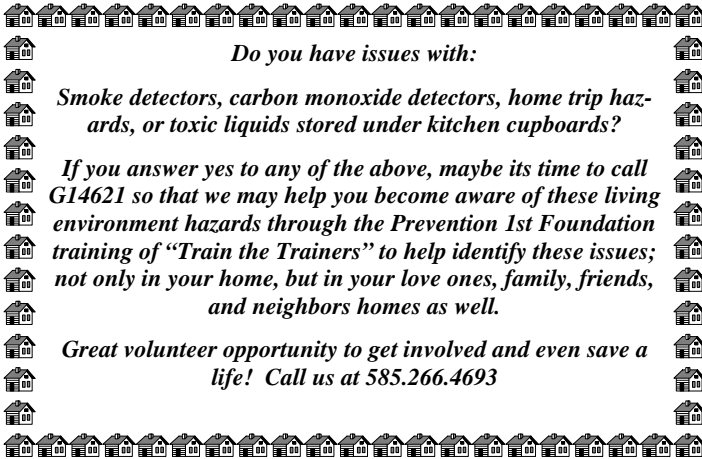 Do you have issues with:
Smoke detectors, carbon monoxide detectors, home trip haz-
ards, or toxic liquids stored under kitchen cupboards?
If you answer yes to any of the above, maybe its time to call
G14621 so that we may help you become aware of these living
environment hazards through the Prevention 1st Foundation
training of “Train the Trainers” to help identify these issues;
not only in your home, but in your love ones, family, friends,
and neighbors homes as well.
Great volunteer opportunity to get involved and even save a
life!  Call us at 585.266.4693